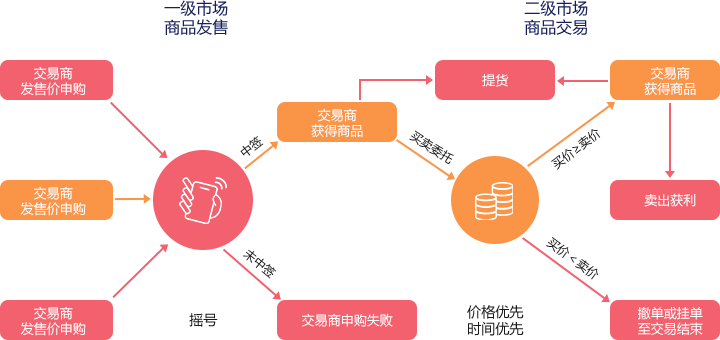 一级市场
商品发售
二级市场
商品交易
交易商
发售价申购
交易商
发售价申购
交易商
发售价申购
中签
未中签
摇号
交易商
获得商品
交易商申购失败
提货
买卖委托
价格优先
时间优先
买价≥卖价
买价<卖价
交易商
获得商品
卖出获利
撤单或挂单
至交易结束